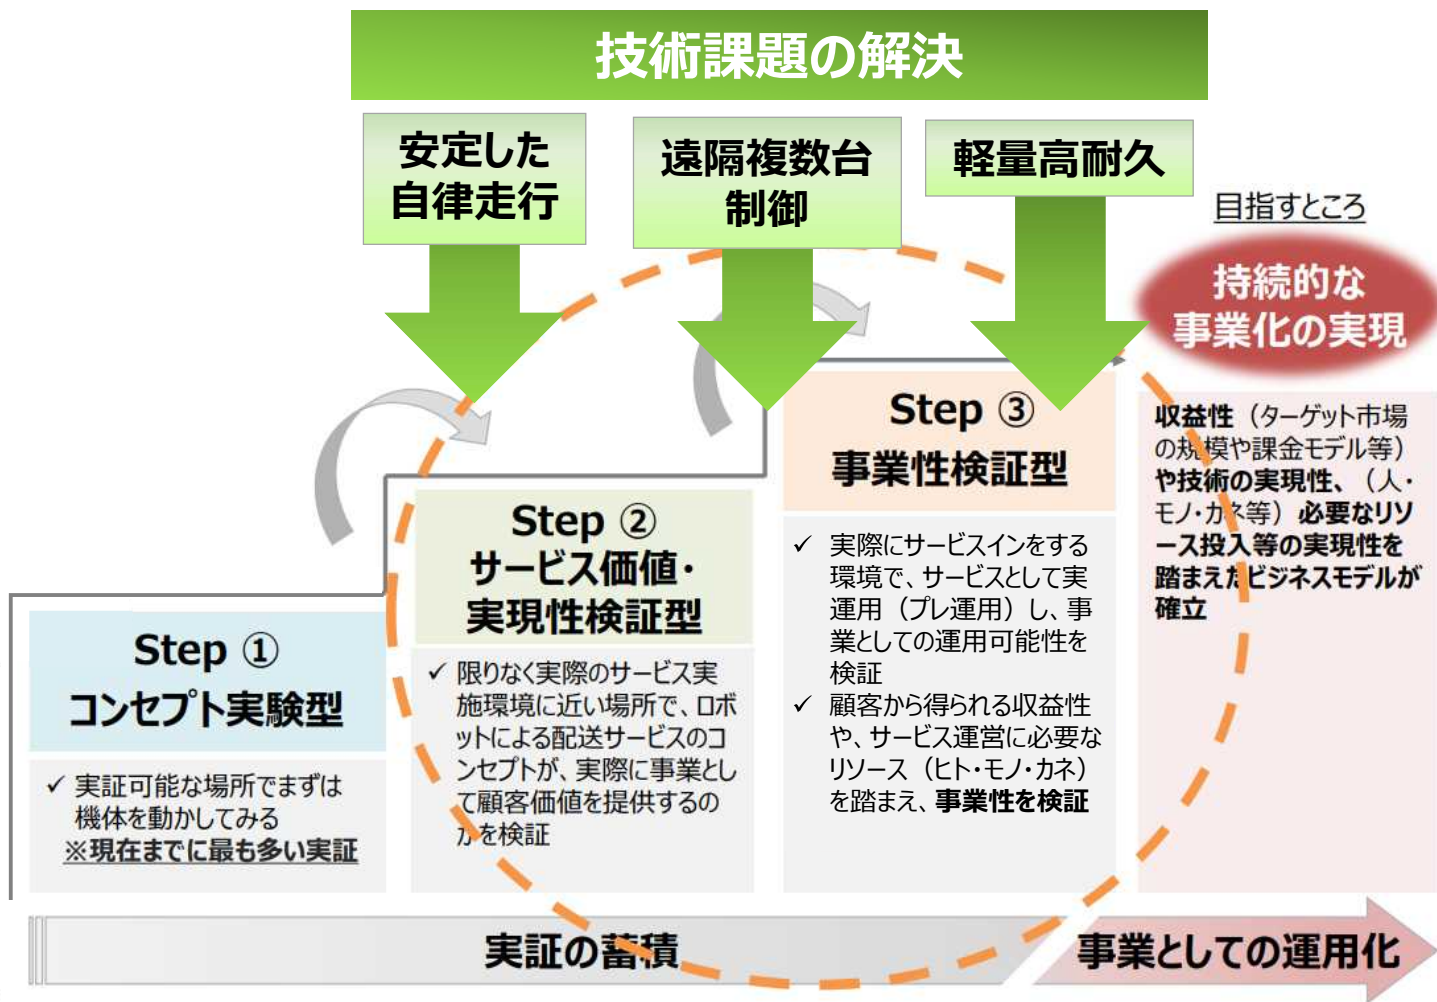 技術課題の解決
安定した
自律走行
遠隔複数台
制御
軽量高耐久
目指すところ
持続的な
事業化の実現
Step ①
コンセプト実験型
✓ 実証可能な場所でまずは
機体を動かしてみる
※現在までに最も多い実証
Step ②
サービス価値・
実現性検証型
✓ 限りなく実際のサービス実
施環境に近い場所で、ロボ
ットによる配送サービスのコ
ンセプトが、実際に事業とし
て顧客価値を提供するの
かを検証
Step ③
事業性検証型
✓ 実際にサービスインをする
環境で、サービスとして実
運用（プレ運用）し、事
業としての運用可能性を
検証
✓ 顧客から得られる収益性
や、サービス運営に必要な
リソース（ヒト・モノ・カネ）
を踏まえ、事業性を検証
収益性（ターゲット市場
の規模や課金モデル等）
や技術の実現性、（人・
モノ・カネ等）必要なリソ
ース投入等の実現性を
踏まえたビジネスモデルが
確立
実証の蓄積
事業としての運用化